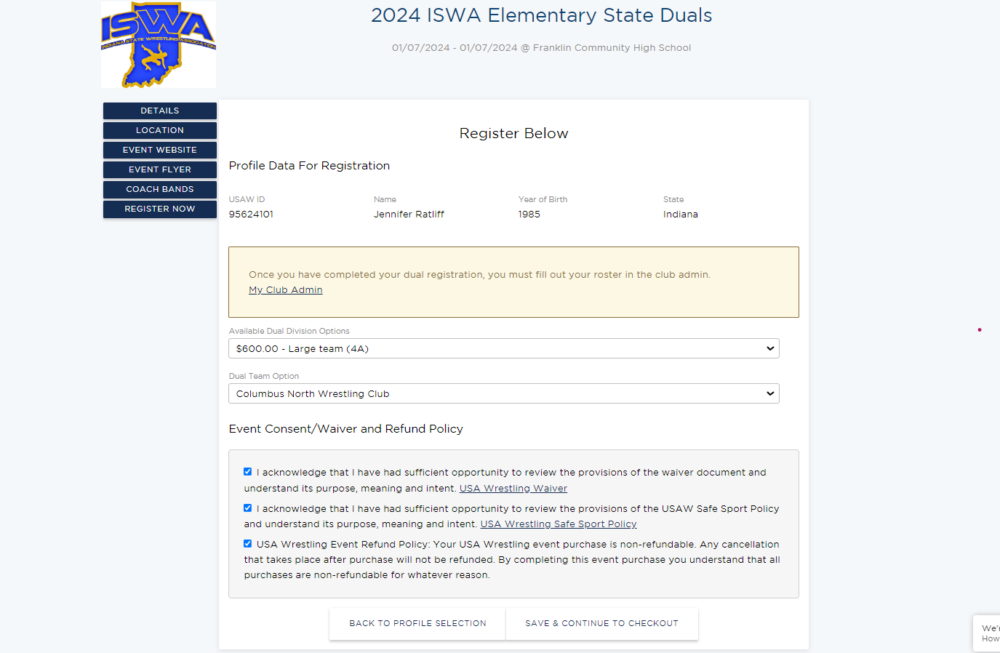 ISWA
INDIANA STATE WRESTLING ASSOCIATION
2024 ISWA Elementary State Duals
01/07/2024 - 01/07/2024 @ Franklin Community High School
DETAILS
LOCATION
EVENT WEBSITE
EVENT FLYER
COACH BANDS
REGISTER NOW
Register Below
Profile Data For Registration
USAW ID Name Year of Birth State
95624101 Jennifer Ratliff 1985 Indiana
Once you have completed your dual registration, you must fill out your roster in the club admin.
My Club Admin
Available Dual Division Options
$600.00 - Large team (4A)
Dual Team Option
Columbus North Wrestling Club
Event Consent/Waiver and Refund Policy
I acknowledge that I have had sufficient opportunity to review the provisions of the waiver document and
understand its purpose, meaning and intent. USA Wrestling Waiver
I acknowledge that I have had sufficient opportunity to review the provisions of the USAW Safe Sport Policy
and understand its purpose, meaning and intent. USA Wrestling Safe Sport Policy
USA Wrestling Event Refund Policy: Your USA Wrestling event purchase is non-refundable. Any cancellation
that takes place after purchase will not be refunded. By completing this event purchase you understand that all
purchases are non-refundable for whatever reason.
BACK TO PROFILE SELECTION
SAVE & CONTINUE TO CHECKOUT
How